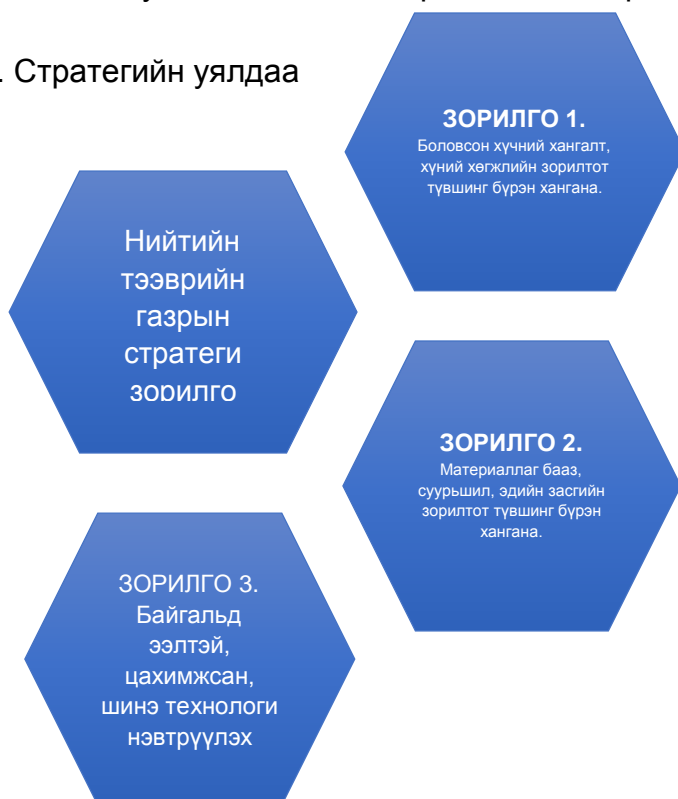 . Стратегийн уялдаа
ЗОРИЛГО 1.
Боловсон хүчний хангалт,
хүний хөгжлийн зорилтот
түвшинг бүрэн хангана.
Нийтийн
тээврийн
газрын
стратеги
зорилго
ЗОРИЛГО 2.
Материаллаг бааз,
суурьшил, эдийн засгийн
зорилтот түвшинг бүрэн
хангана.
ЗОРИЛГО 3.
Байгальд
ээлтэй,
цахимжсан,
шинэ технологи
нэвтрүүлэх